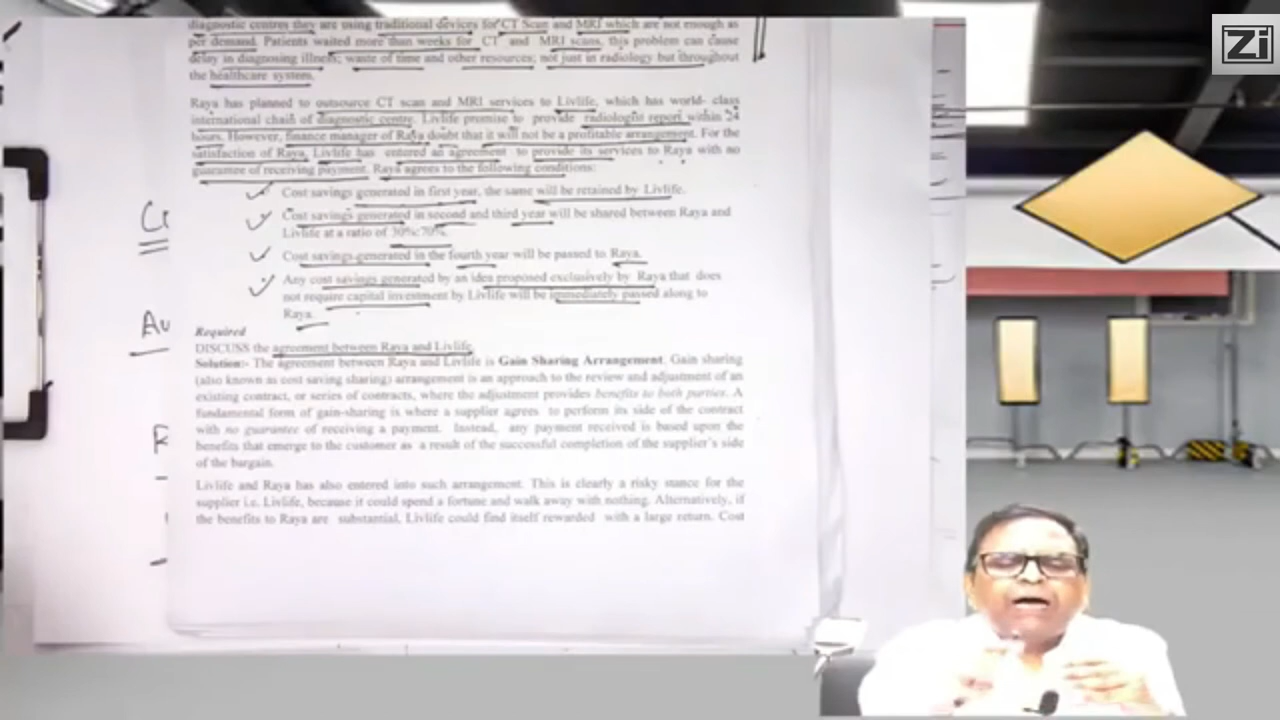 Zi
diagnostic centres they are using traditional devices for CT Scan and MRI which are not enough as
per demand. Patients waited more than weeks for CT and MRI scans, this problem can cause
delay in diagnosing illness; waste of time and other resources; not just in radiology but throughout
the healthcare system.
Raya has planned to outsource CT scan and MRI services to Livlife, which has world- class
international chain of diagnostic centre. Livlife promise to provide radiologist report within 24
hours. However, finance manager of Raya doubt that it will not be a profitable arrangement. For the
satisfaction of Raya, Livlife has entered an agreement to provide its services to Raya with no
guarantee of receiving payment. Raya agrees to the following conditions:
Cost savings generated in first year, the same will be retained by Livlife.
Cost savings generated in second and third year will be shared between Raya and
Livlife at a ratio of 30%:70%.
Cost savings generated in the fourth year will be passed to Raya.
Any cost savings generated by an idea proposed exclusively by Raya that does
not require capital investment by Livlife will be immediately passed along to
Raya.
Required
DISCUSS the agreement between Raya and Livlife.
Solution:- The agreement between Raya and Livlife is Gain Sharing Arrangement. Gain sharing
(also known as cost saving sharing) arrangement is an approach to the review and adjustment of an
existing contract, or series of contracts, where the adjustment provides benefits to both parties. A
fundamental form of gain-sharing is where a supplier agrees to perform its side of the contract
with no guarantee of receiving a payment. Instead, any payment received is based upon the
benefits that emerge to the customer as a result of the successful completion of the supplier's side
of the bargain.
Livlife and Raya has also entered into such arrangement. This is clearly a risky stance for the
supplier i.e. Livlife, because it could spend a fortune and walk away with nothing. Alternatively, if
the benefits to Raya are substantial, Livlife could find itself rewarded with a large return. Cost